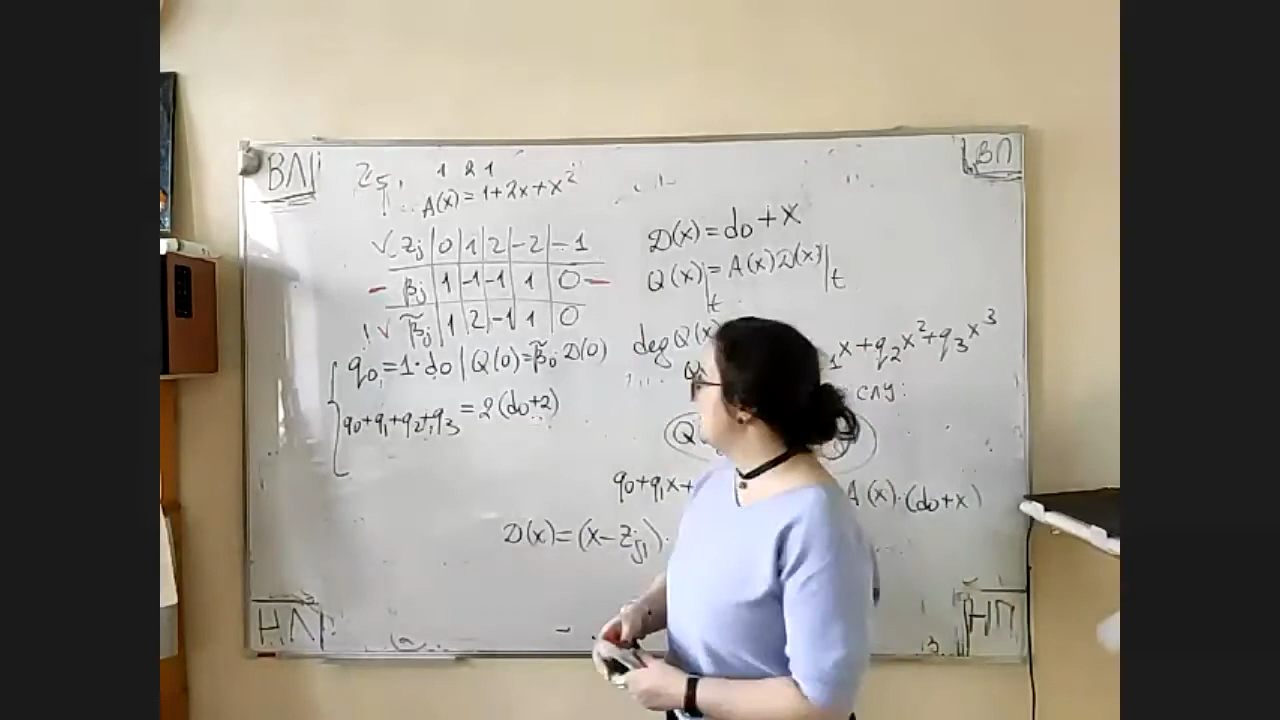 ВЛ
ВП
Z5,
1 2 1
A(x)=1+2x+x²
zj | 0 | 1 | 2 | -2 | -1
βj | 1 | -1 | -1 | 1 | 0
! β̃j | 1 | 2 | -1 | 1 | 0
q0 = 1·d0 | Q(0)=β̃0·D(0)
q0+q1+q2+q3 = 2(d0+2)
D(x)=d0+x
Q(x)|t = A(x)D(x)|t
deg Q(x
1x+q2x²+q3x³
СЛУ:
Q
q0+q1x+
A(x)·(d0+x)
D(x)=(x-zj1)·
НЛ
НП